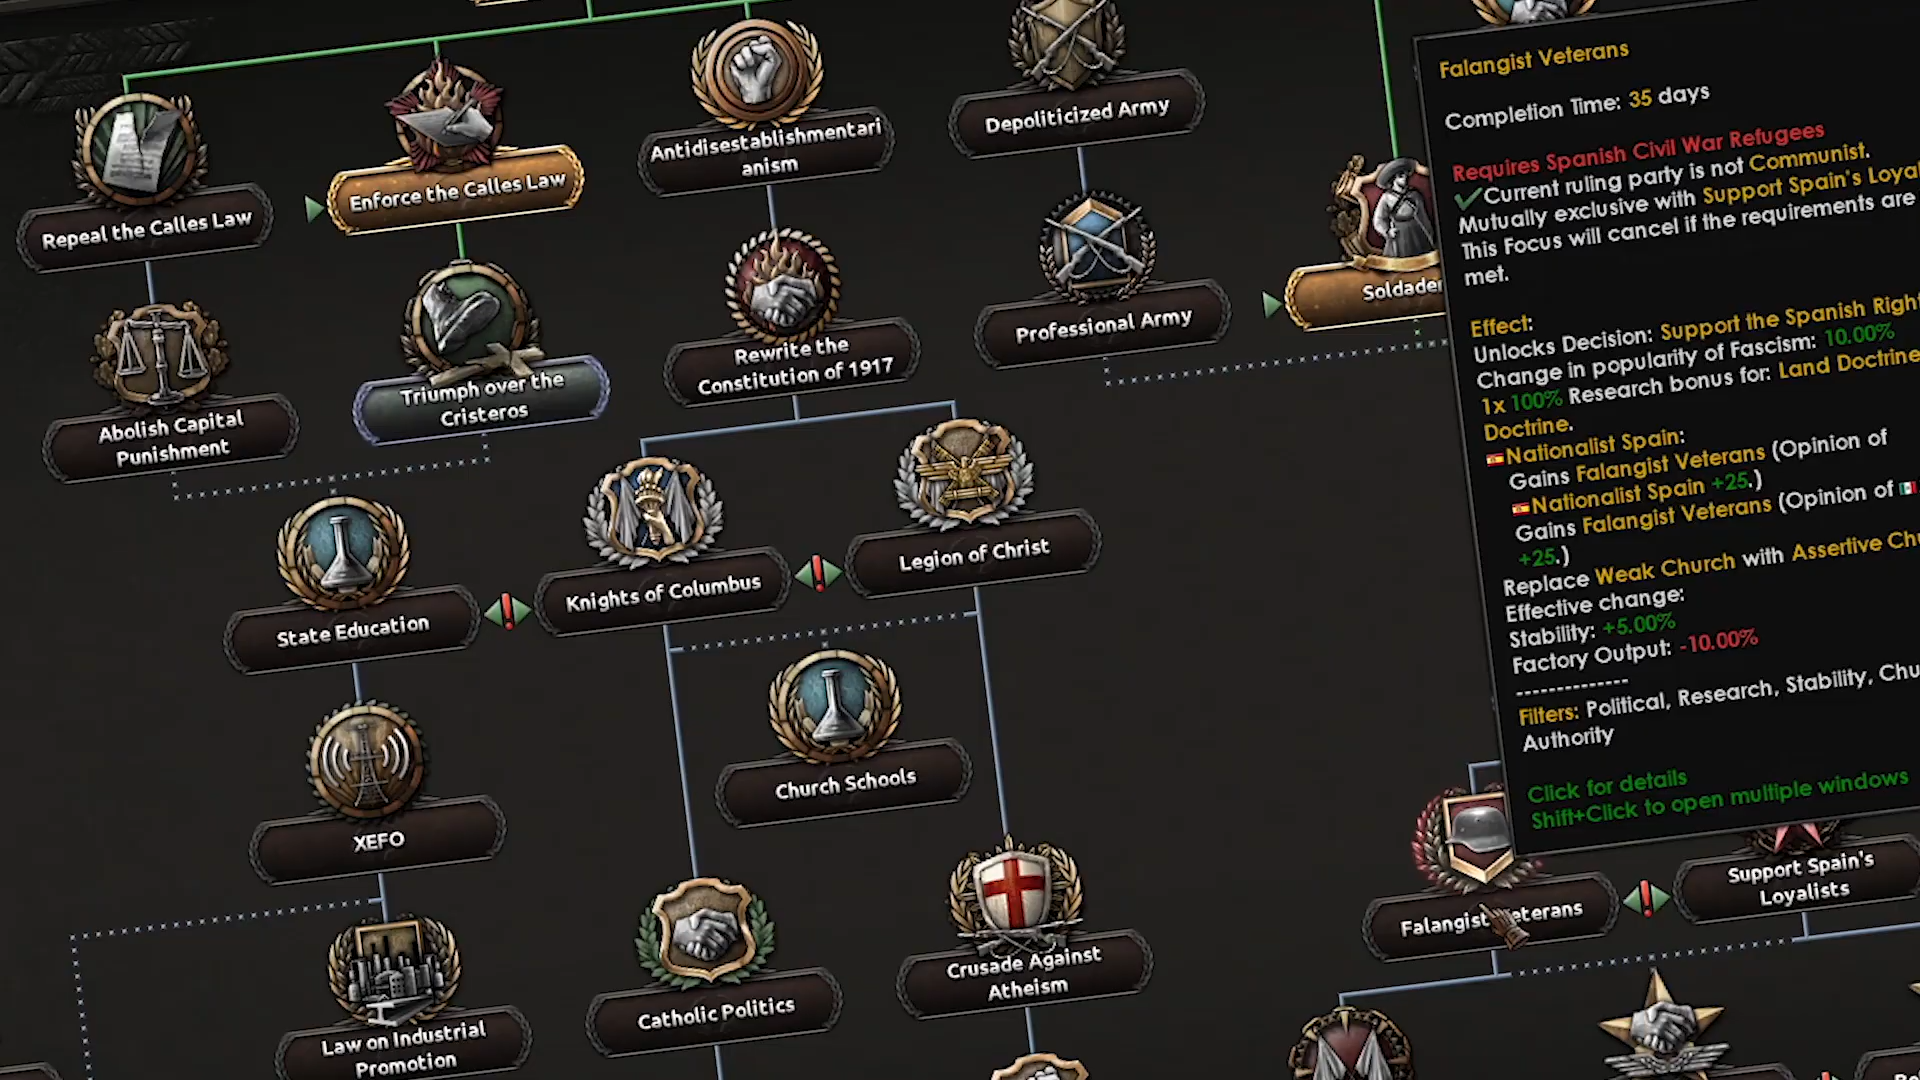 Repeal the Calles Law
Enforce the Calles Law
Antidisestablishmentari
anism
Depoliticized Army
Abolish Capital
Punishment
Triumph over the
Cristeros
Rewrite the
Constitution of 1917
Professional Army
State Education
Knights of Columbus
Legion of Christ
XEFO
Church Schools
Law on Industrial
Promotion
Catholic Politics
Crusade Against
Atheism
Falangist Veterans
Completion Time: 35 days
Requires Spanish Civil War Refugees
Current ruling party is not Communist.
Mutually exclusive with Support Spain's
This Focus will cancel if the requirements are
met.
Effect:
Unlocks Decision: Support the Spanish Right
Change in popularity of Fascism: 10.00%
1x 100% Research bonus for: Land Doctrine
Doctrine.
Nationalist Spain:
Gains Falangist Veterans (Opinion of
Nationalist Spain +25.)
Gains Falangist Veterans (Opinion of
+25.)
Replace Weak Church with Assertive
Effective change:
Stability: +5.00%
Factory Output: -10.00%
--------------
Filters: Political, Research, Stability,
Authority
Click for details
Shift+Click to open multiple windows
Falangist Veterans
Support Spain's
Loyalists